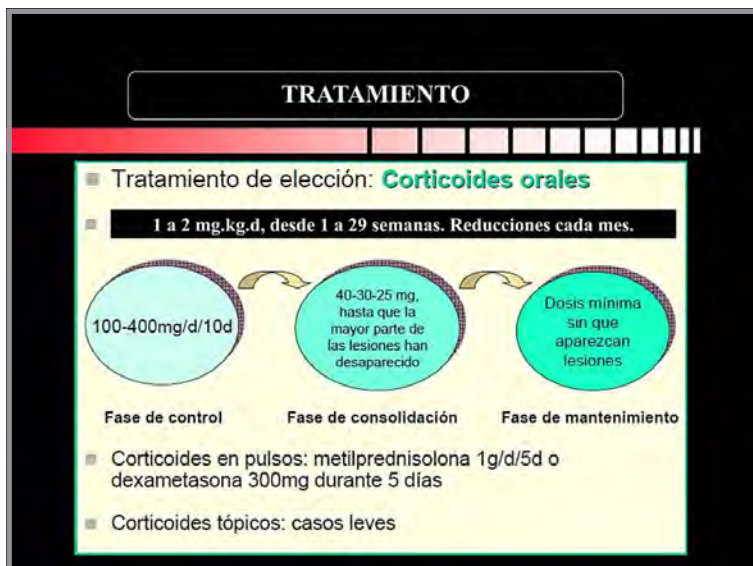 TRATAMIENTO
Tratamiento de elección: Corticoides orales
1 a 2 mg.kg.d, desde 1 a 29 semanas. Reducciones cada mes.
100-400mg/d/10d
40-30-25 mg,
hasta que la
mayor parte de
las lesiones han
desaparecido
Dosis mínima
sin que
aparezcan
lesiones
Fase de control
Fase de consolidación
Fase de mantenimiento
Corticoides en pulsos: metilprednisolona 1g/d/5d o
dexametasona 300mg durante 5 días
Corticoides tópicos: casos leves